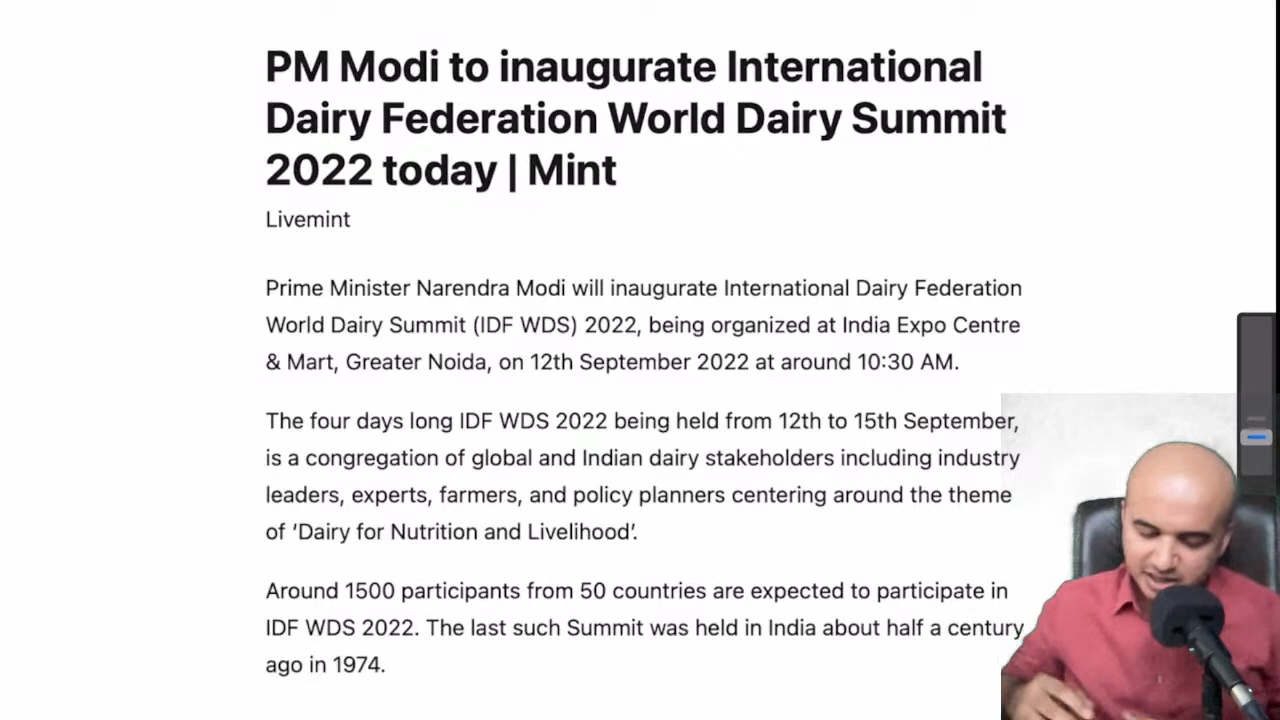 PM Modi to inaugurate International
Dairy Federation World Dairy Summit
2022 today | Mint
Livemint
Prime Minister Narendra Modi will inaugurate International Dairy Federation
World Dairy Summit (IDF WDS) 2022, being organized at India Expo Centre
& Mart, Greater Noida, on 12th September 2022 at around 10:30 AM.
The four days long IDF WDS 2022 being held from 12th to 15th September,
is a congregation of global and Indian dairy stakeholders including industry
leaders, experts, farmers, and policy planners centering around the theme
of ‘Dairy for Nutrition and Livelihood’.
Around 1500 participants from 50 countries are expected to participate in
IDF WDS 2022. The last such Summit was held in India about half a century
ago in 1974.